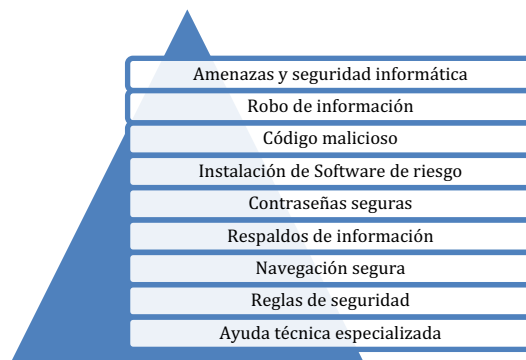 Amenazas y seguridad informática
Robo de información
Código malicioso
Instalación de Software de riesgo
Contraseñas seguras
Respaldos de información
Navegación segura
Reglas de seguridad
Ayuda técnica especializada